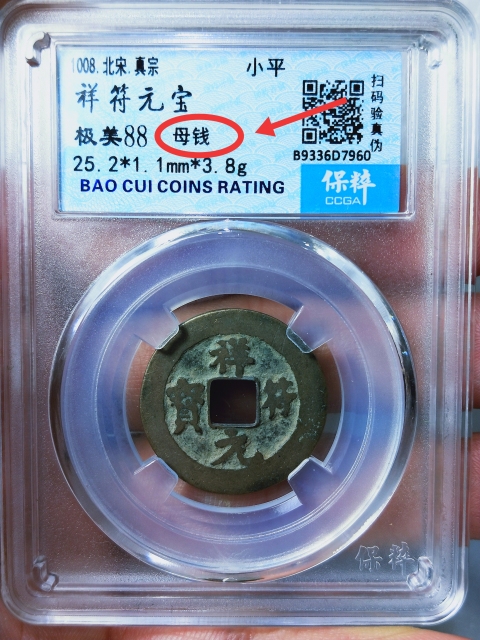 1008.北宋.真宗
小平
祥符元宝
极美88 母钱
25.2*1.1mm*3.8g
BAO CUI COINS RATING
扫码验真伪
B9336D7960
保粹
CCGA
祥符元寶
保粹